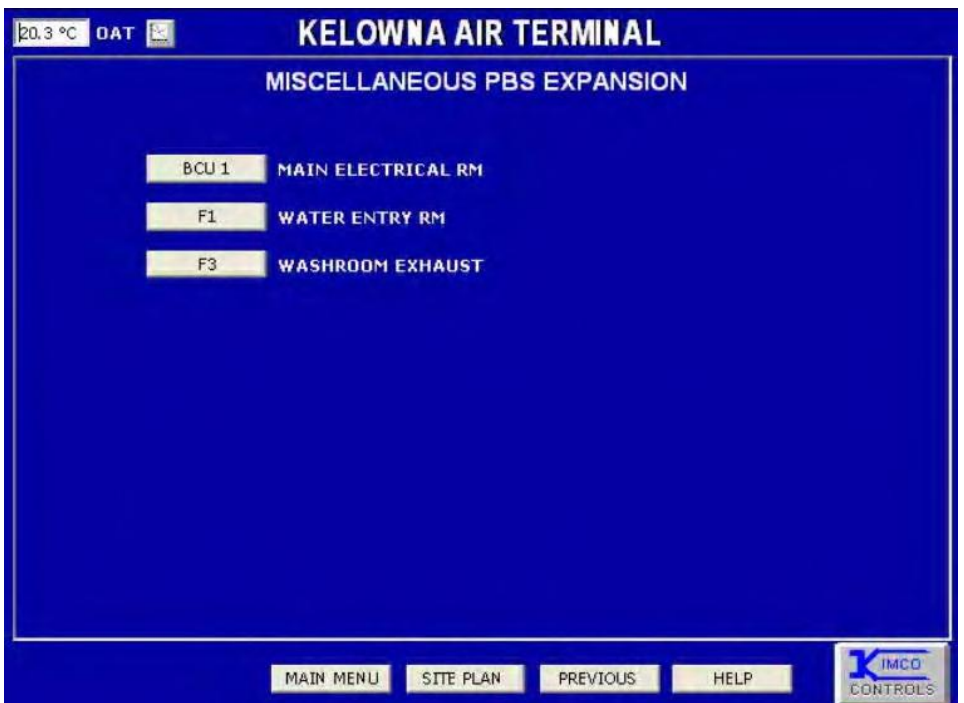 20.3 °C OAT KELOWNA AIR TERMINAL
MISCELLANEOUS PBS EXPANSION
BCU 1 MAIN ELECTRICAL RM
F1 WATER ENTRY RM
F3 WASHROOM EXHAUST
MAIN MENU SITE PLAN PREVIOUS HELP
KIMCO
CONTROLS